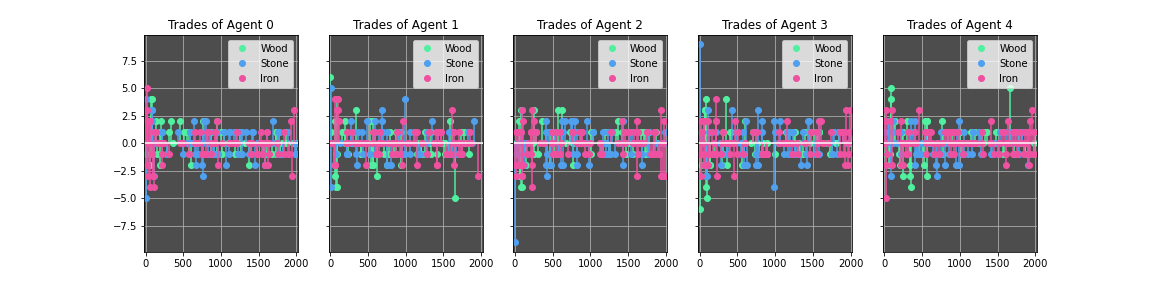 Trades of Agent 0
Trades of Agent 1
Trades of Agent 2
Trades of Agent 3
Trades of Agent 4
Wood
Stone
Iron
Wood
Stone
Iron
Wood
Stone
Iron
Wood
Stone
Iron
Wood
Stone
Iron
7.5
5.0
2.5
0.0
−2.5
−5.0
−7.5
0 500 1000 1500 2000
0 500 1000 1500 2000
0 500 1000 1500 2000
0 500 1000 1500 2000
0 500 1000 1500 2000